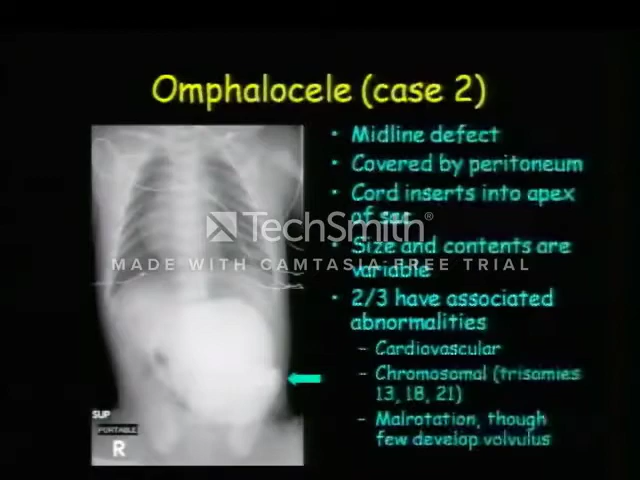 Omphalocele (case 2)
• Midline defect
• Covered by peritoneum
• Cord inserts into apex
of sac
TechSmith®
• Size and contents are
MADE WITH CAMTASIA FREE TRIAL
variable
• 2/3 have associated
abnormalities
– Cardiovascular
– Chromosomal (trisamies
13, 18, 21)
– Malrotation, though
few develop volvulus
SUP
PORTABLE
R